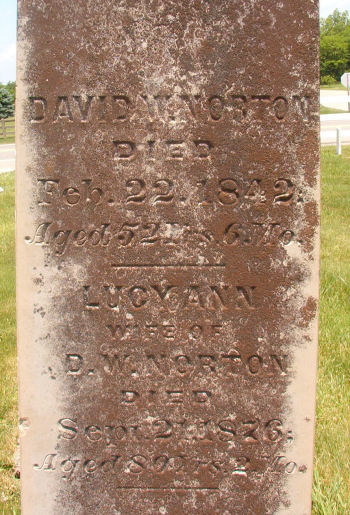 DAVID W. NORTON
DIED
Feb. 22. 1842.
Aged 52 Yrs. 6. Mo.
LUCY ANN
WIFE OF
D. W. NORTON
DIED
Sept. 21. 1876.
Aged 80 Yrs. 2. Mo.